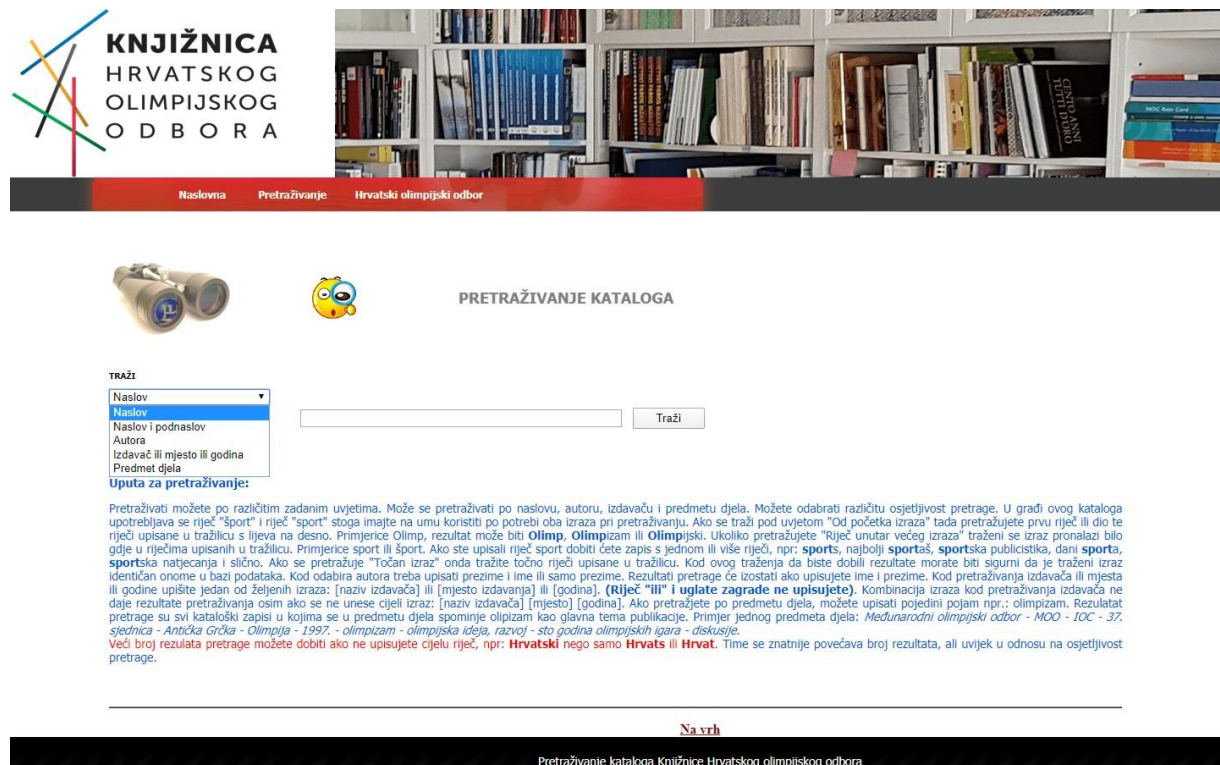 KNJIŽNICA
HRVATSKOG
OLIMPIJSKOG
ODBORA
CENTO ANNI
TUTTI D'ORO
Naslovna Pretraživanje Hrvatski olimpijski odbor
PRETRAŽIVANJE KATALOGA
TRAŽI
Naslov
Naslov
Naslov i podnaslov
Autora
Izdavač ili mjesto ili godina
Predmet djela
Traži
Uputa za pretraživanje:
Pretraživati možete po različitim zadanim uvjetima. Može se pretraživati po naslovu, autoru, izdavaču i predmetu djela. Možete odabrati različitu osjetljivost pretrage. U građi ovog kataloga
upotrebljava se riječ "šport" i riječ "sport" stoga imajte na umu koristiti po potrebi oba izraza pri pretraživanju. Ako se traži pod uvjetom "Od početka izraza" tada pretražujete prvu riječ ili dio te
riječi upisane u tražilicu s lijeva na desno. Primjerice Olimp, rezultat može biti Olimp, Olimpizam ili Olimpijski. Ukoliko pretražujete "Riječ unutar većeg izraza" traženi se izraz pronalazi bilo
gdje u riječima upisanih u tražilicu. Primjerice sport ili šport. Ako ste upisali riječ sport dobiti ćete zapis s jednom ili više riječi, npr: sports, najbolji sportaš, sportska publicistika, dani sporta,
sportska natjecanja i slično. Ako se pretražuje "Točan izraz" onda tražite točno riječi upisane u tražilicu. Kod ovog traženja da biste dobili rezultate morate biti sigurni da je traženi izraz
identičan onome u bazi podataka. Kod odabira autora treba upisati prezime i ime ili samo prezime. Rezultati pretrage će izostati ako upisujete ime i prezime. Kod pretraživanja izdavača ili mjesta
ili godine upišite jedan od željenih izraza: [naziv izdavača] ili [mjesto izdavanja] ili [godina]. (Riječ "ili" i uglate zagrade ne upisujete). Kombinacija izraza kod pretraživanja izdavača ne
daje rezultate pretraživanja osim ako se ne unese cijeli izraz: [naziv izdavača] [mjesto] [godina]. Ako pretražjete po predmetu djela, možete upisati pojedini pojam npr.: olimpizam. Rezulatat
pretrage su svi kataloški zapisi u kojima se u predmetu djela spominje olipizam kao glavna tema publikacije. Primjer jednog predmeta djela: Međunarodni olimpijski odbor - MOO - IOC - 37.
sjednica - Antička Grčka - Olimpija - 1997. - olimpizam - olimpijska ideja, razvoj - sto godina olimpijskih igara - diskusije.
Veći broj rezulata pretrage možete dobiti ako ne upisujete cijelu riječ, npr: Hrvatski nego samo Hrvats ili Hrvat. Time se znatnije povećava broj rezultata, ali uvijek u odnosu na osjetljivost
pretrage.
Na vrh
Pretraživanje kataloga Knjižnice Hrvatskog olimpijskog odbora